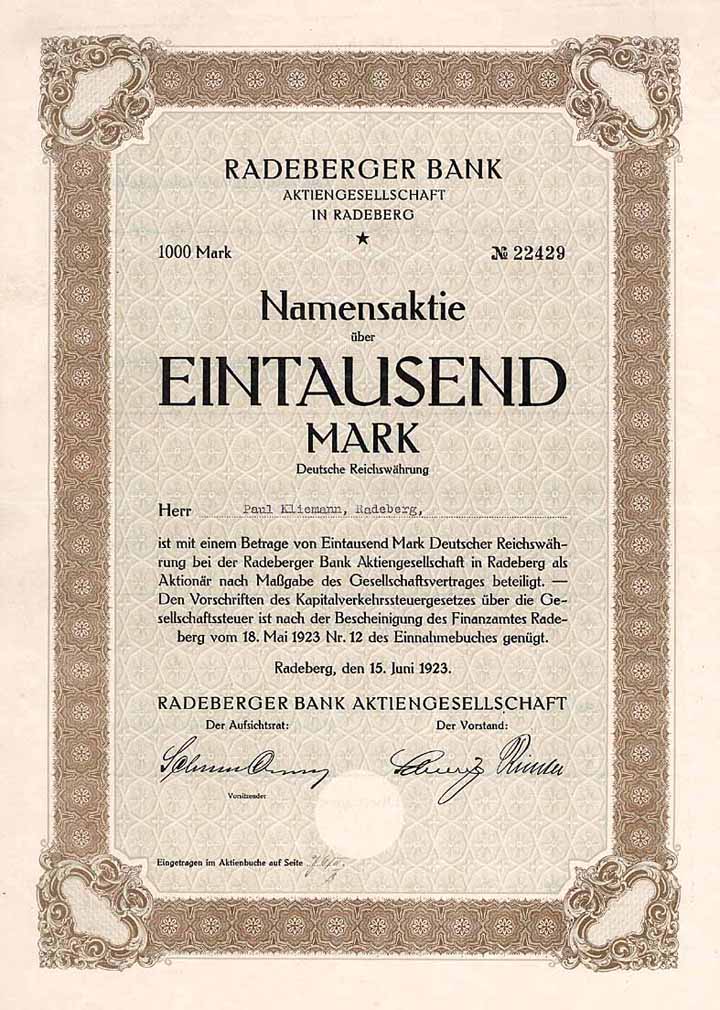 RADEBERGER BANK
AKTIENGESELLSCHAFT
IN RADEBERG
1000 Mark № 22429
Namensaktie
über
EINTAUSEND
MARK
Deutsche Reichswährung
Herr Paul Kliemann, Radeberg,
ist mit einem Betrage von Eintausend Mark Deutscher Reichswäh-
rung bei der Radeberger Bank Aktiengesellschaft in Radeberg als
Aktionär nach Maßgabe des Gesellschaftsvertrages beteiligt. —
Den Vorschriften des Kapitalverkehrssteuergesetzes über die Ge-
sellschaftssteuer ist nach der Bescheinigung des Finanzamtes Rade-
berg vom 18. Mai 1923 Nr. 12 des Einnahmebuches genügt.
Radeberg, den 15. Juni 1923.
RADEBERGER BANK AKTIENGESELLSCHAFT
Der Aufsichtsrat: Der Vorstand:
Vorsitzender
Eingetragen im Aktienbuche auf Seite